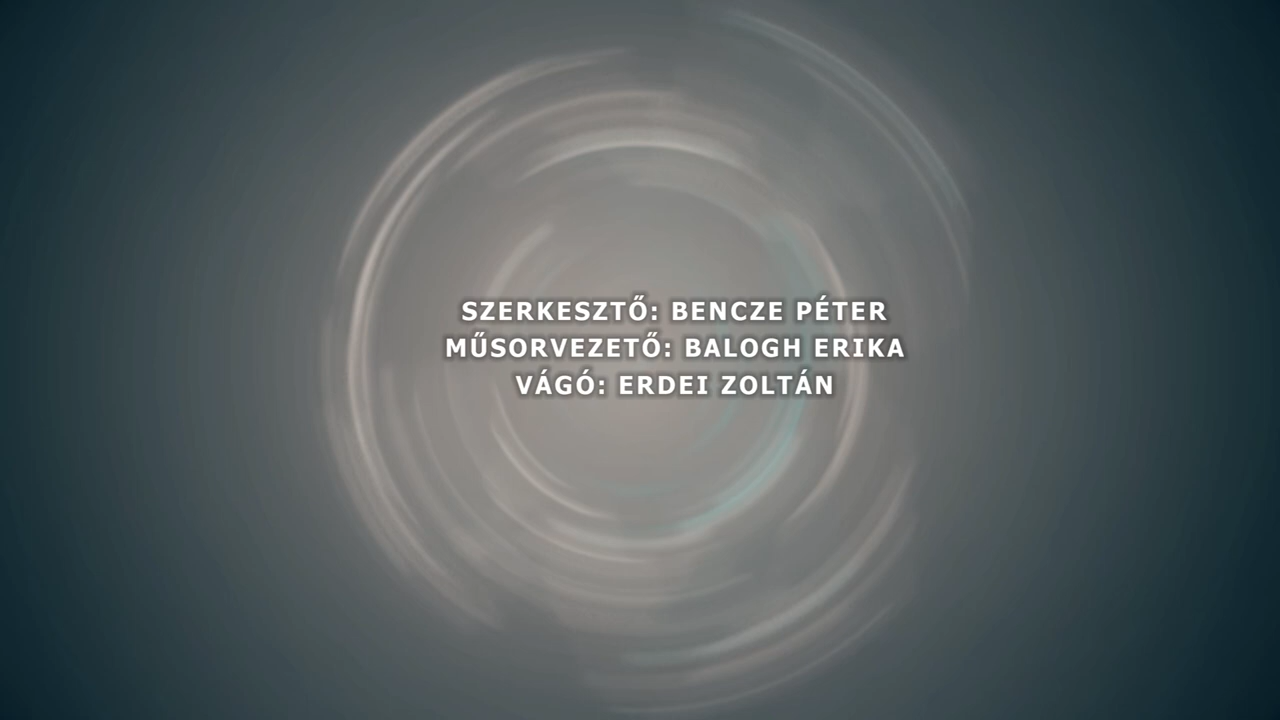 SZERKESZTŐ: BENCZE PÉTER
MŰSORVEZETŐ: BALOGH ERIKA
VÁGÓ: ERDEI ZOLTÁN